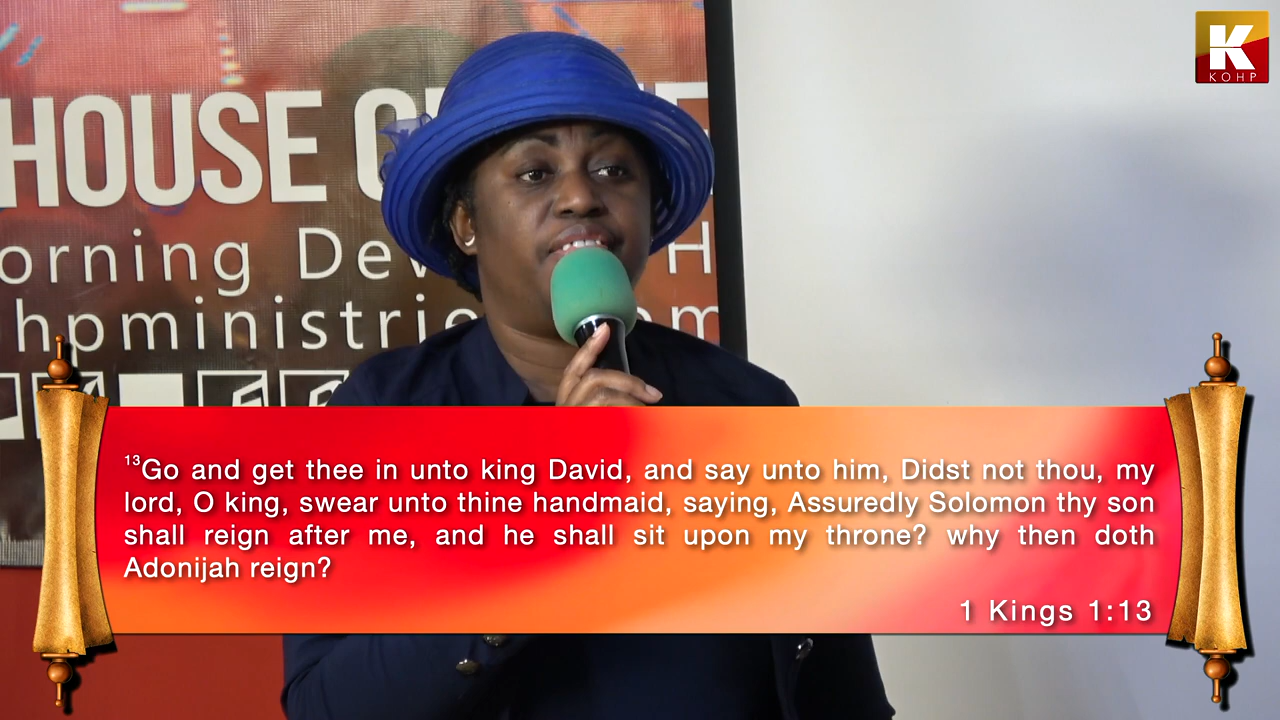 K
KOHP
HOUSE O
orning Dev H
hpministrie om
¹³Go and get thee in unto king David, and say unto him, Didst not thou, my
lord, O king, swear unto thine handmaid, saying, Assuredly Solomon thy son
shall reign after me, and he shall sit upon my throne? why then doth
Adonijah reign?
1 Kings 1:13